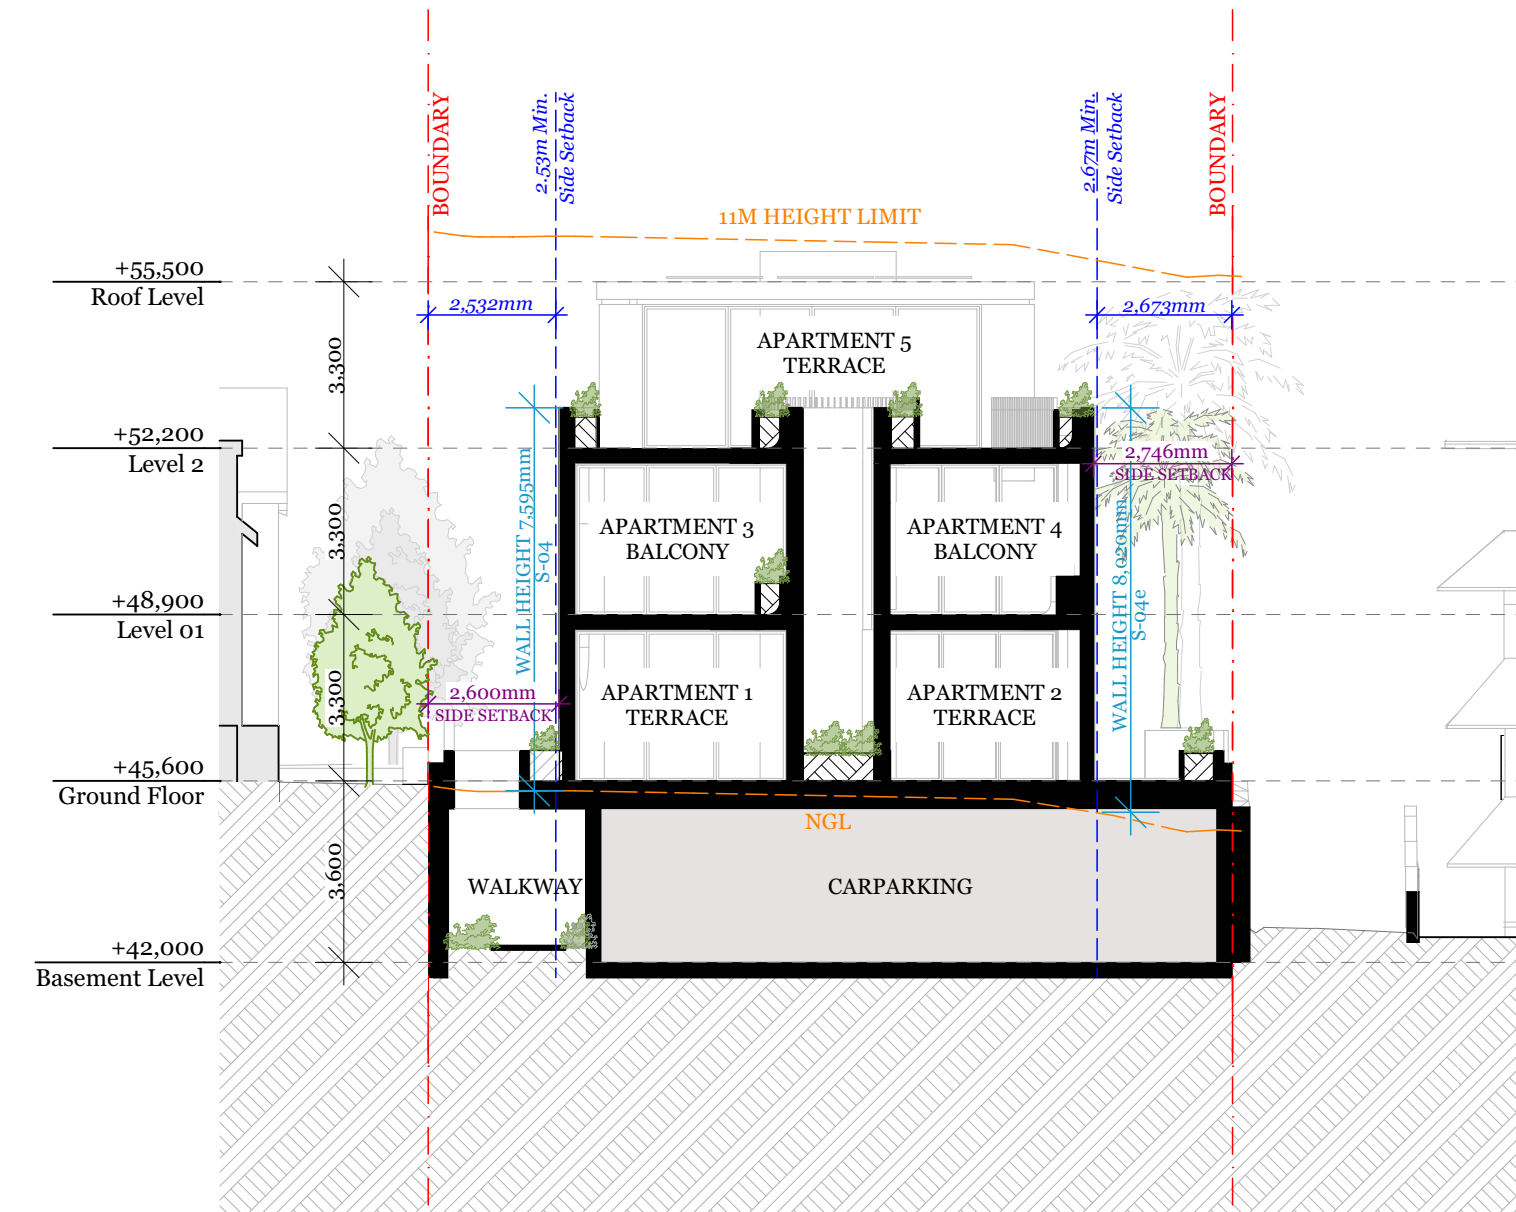 BOUNDARY
2.53m Min.
Side Setback
2.67m Min.
Side Setback
BOUNDARY
11M HEIGHT LIMIT
+55,500
Roof Level
2,532mm
2,673mm
APARTMENT 5
TERRACE
3,300
+52,200
Level 2
2,746mm
SIDE SETBACK
WALL HEIGHT 7,595mm
S-04
3,300
APARTMENT 3
BALCONY
APARTMENT 4
BALCONY
WALL HEIGHT 8,020mm
S-04e
+48,900
Level 01
3,300
2,600mm
SIDE SETBACK
APARTMENT 1
TERRACE
APARTMENT 2
TERRACE
+45,600
Ground Floor
NGL
3,600
WALKWAY
CARPARKING
+42,000
Basement Level